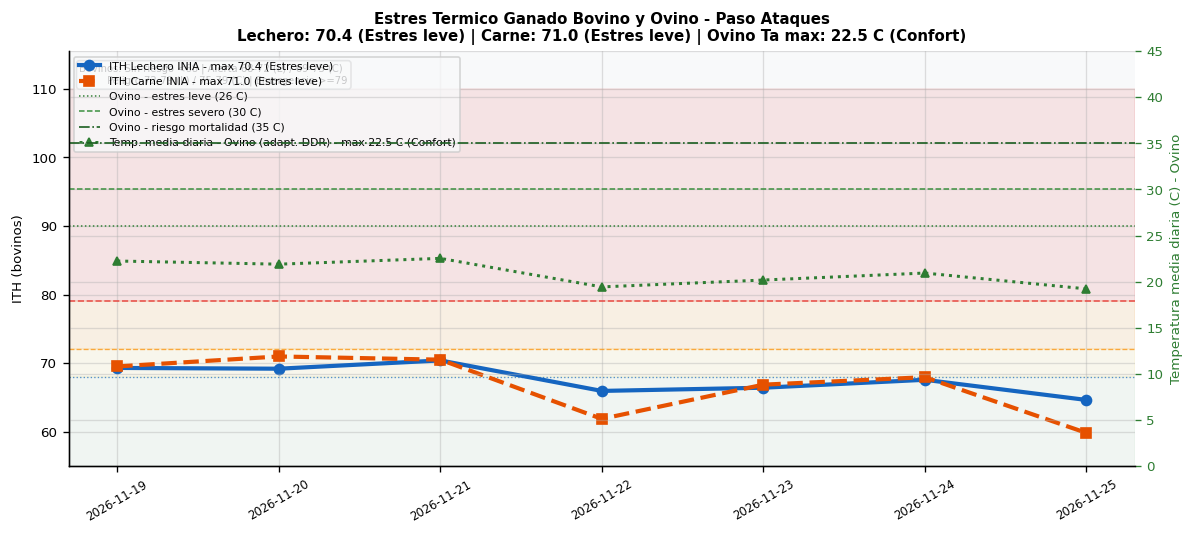 Estres Termico Ganado Bovino y Ovino - Paso Ataques
Lechero: 70.4 (Estres leve) | Carne: 71.0 (Estres leve) | Ovino Ta max: 22.5 C (Confort)
ITH Lechero INIA - max 70.4 (Estres leve)
ITH Carne INIA - max 71.0 (Estres leve)
Ovino - estres leve (26 C)
Ovino - estres severo (30 C)
Ovino - riesgo mortalidad (35 C)
Temp. media diaria - Ovino (adapt. DDR) - max 22.5 C (Confort)
>=79
ITH (bovinos)
110
100
90
80
70
60
45
40
35
30
25
20
15
10
5
0
Temperatura media diaria (C) - Ovino
2026-11-19
2026-11-20
2026-11-21
2026-11-22
2026-11-23
2026-11-24
2026-11-25